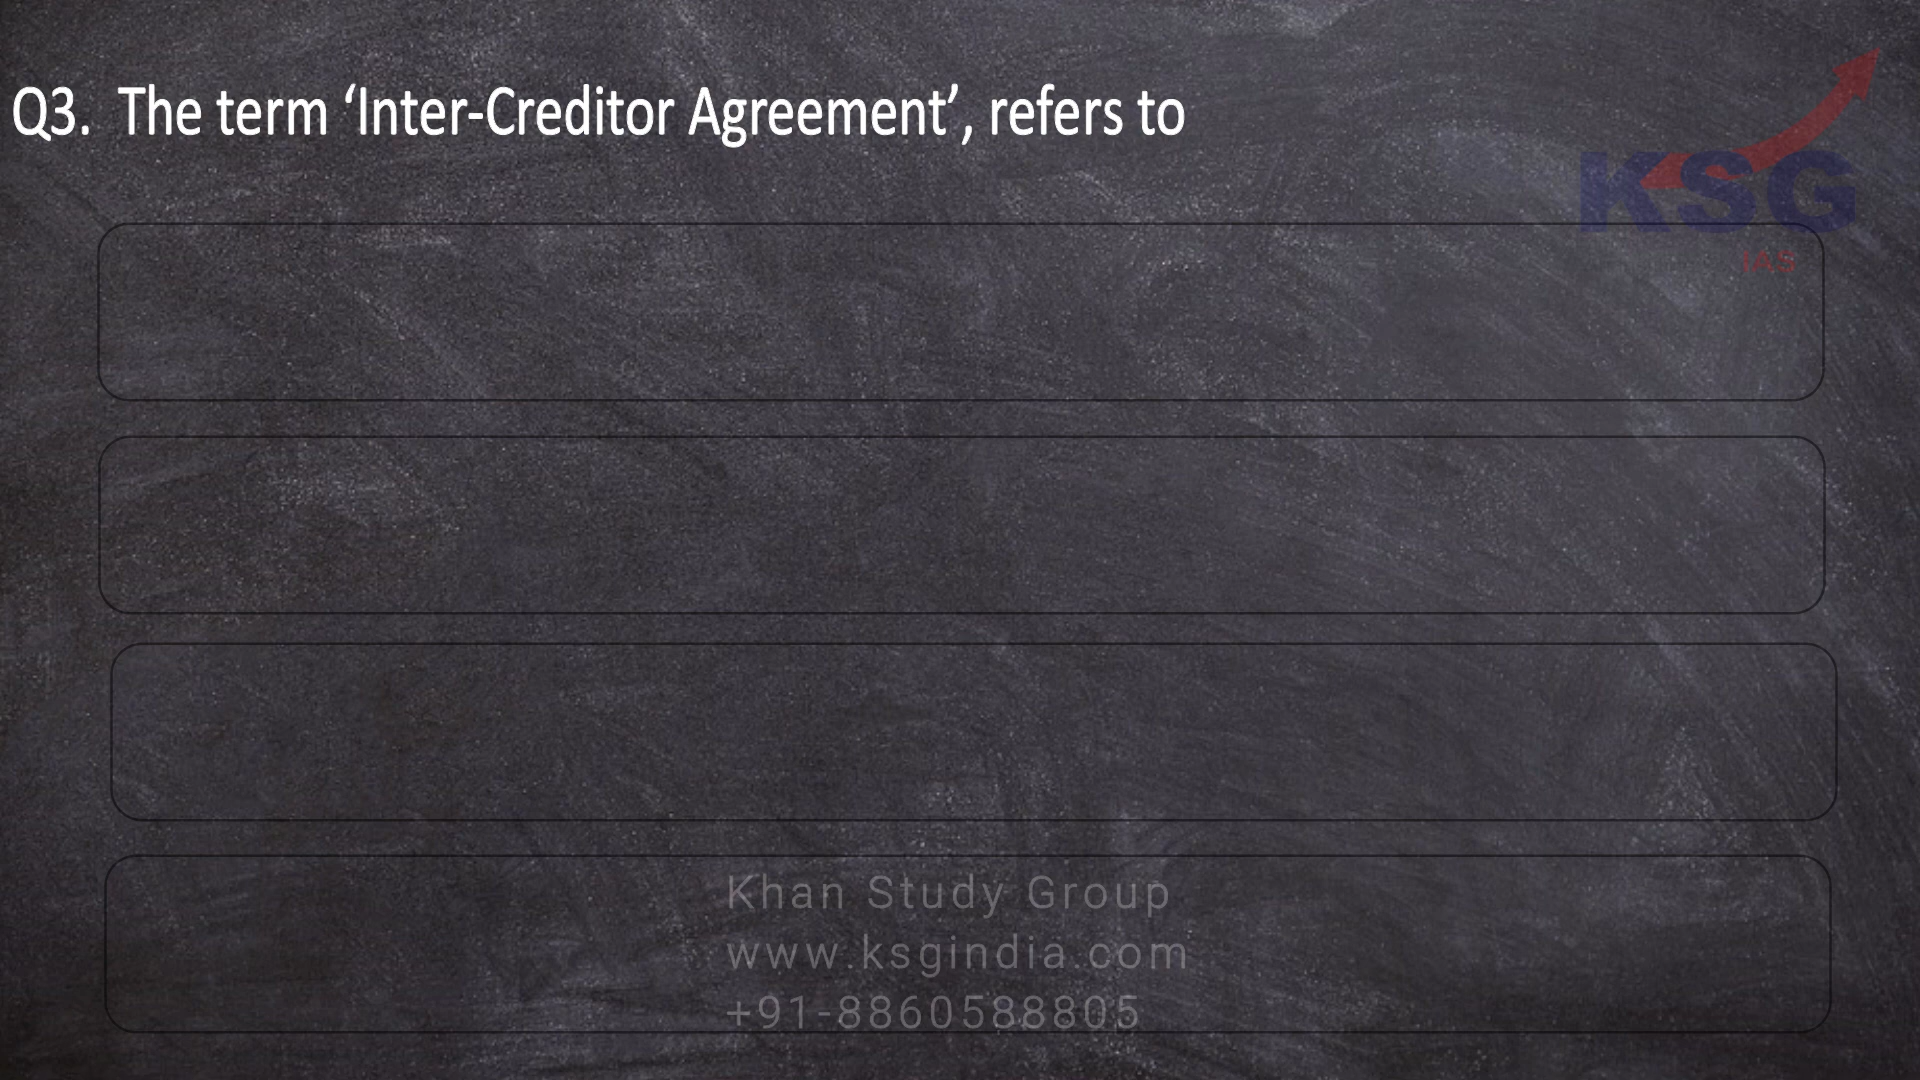 Q3. The term ‘Inter-Creditor Agreement’, refers to
KSG
IAS
Khan Study Group
www.ksgindia.com
+91-8860588805